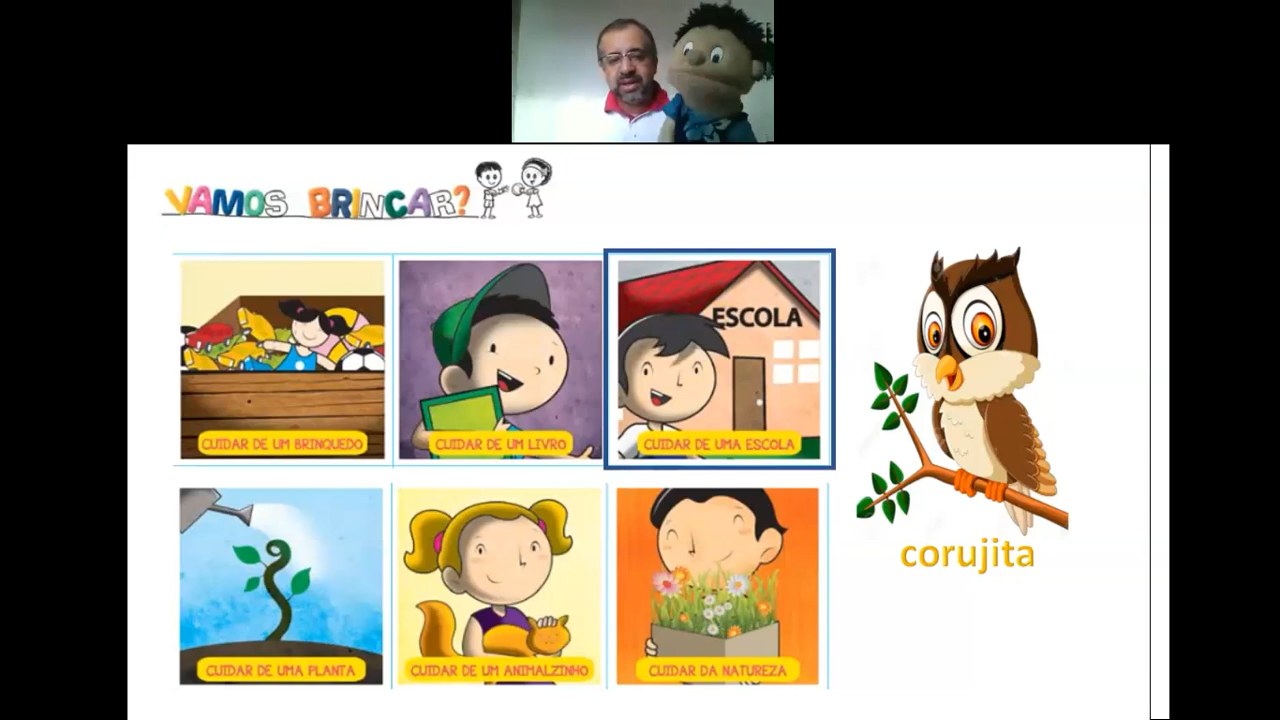 VAMOS BRINCAR?
ESCOLA
CUIDAR DE UM BRINQUEDO
CUIDAR DE UM LIVRO
CUIDAR DE UMA ESCOLA
corujita
CUIDAR DE UMA PLANTA
CUIDAR DE UM ANIMALZINHO
CUIDAR DA NATUREZA